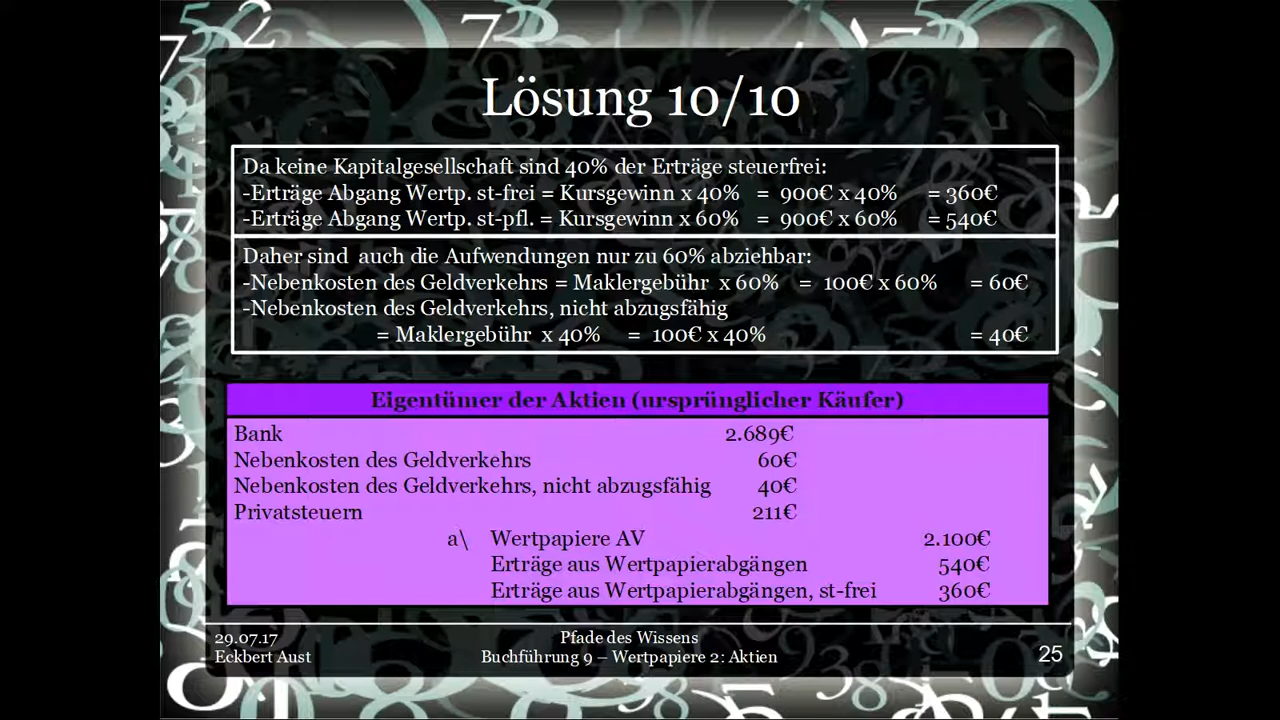 Lösung 10/10
Da keine Kapitalgesellschaft sind 40% der Erträge steuerfrei:
-Erträge Abgang Wertp. st-frei = Kursgewinn x 40% = 900€ x 40% = 360€
-Erträge Abgang Wertp. st-pfl. = Kursgewinn x 60% = 900€ x 60% = 540€
Daher sind auch die Aufwendungen nur zu 60% abziehbar:
-Nebenkosten des Geldverkehrs = Maklergebühr x 60% = 100€ x 60% = 60€
-Nebenkosten des Geldverkehrs, nicht abzugsfähig
= Maklergebühr x 40% = 100€ x 40% = 40€
Eigentümer der Aktien (ursprünglicher Käufer)
Bank 2.689€
Nebenkosten des Geldverkehrs 60€
Nebenkosten des Geldverkehrs, nicht abzugsfähig 40€
Privatsteuern 211€
a\ Wertpapiere AV 2.100€
Erträge aus Wertpapierabgängen 540€
Erträge aus Wertpapierabgängen, st-frei 360€
29.07.17 Pfade des Wissens
Eckbert Aust Buchführung 9 – Wertpapiere 2: Aktien 25